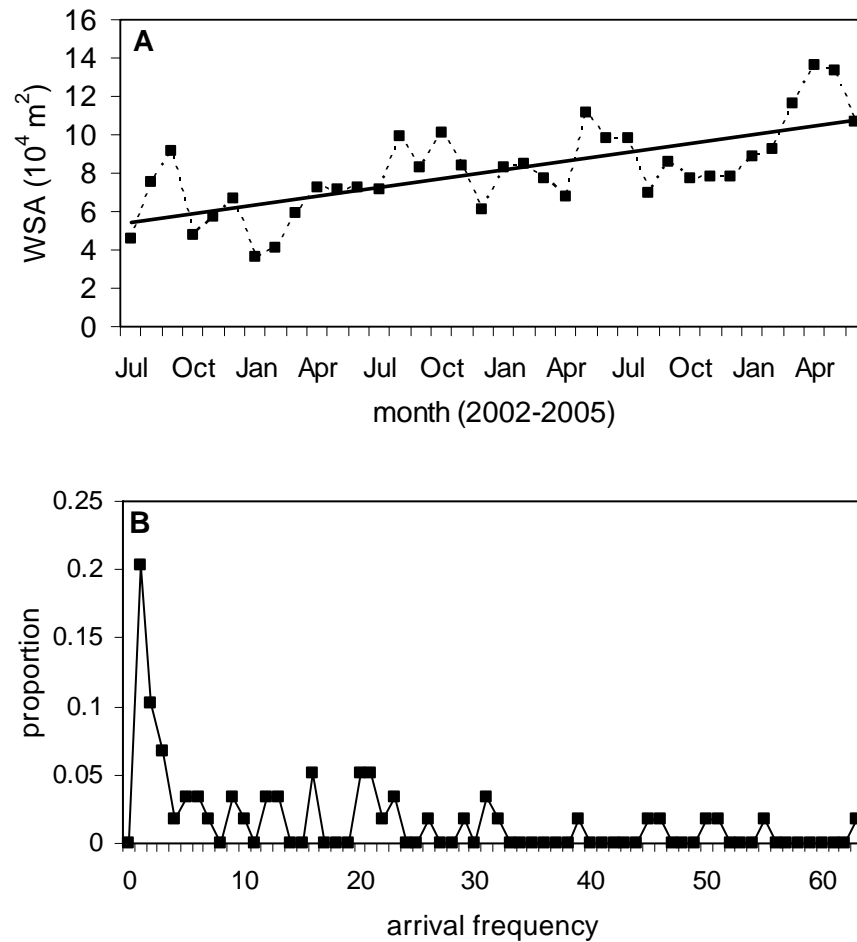 A
16
14
12
10
8
6
4
2
0
WSA (10⁴ m²)
Jul Oct Jan Apr Jul Oct Jan Apr Jul Oct Jan Apr
month (2002-2005)
B
0.25
0.2
0.15
0.1
0.05
0
proportion
0 10 20 30 40 50 60
arrival frequency